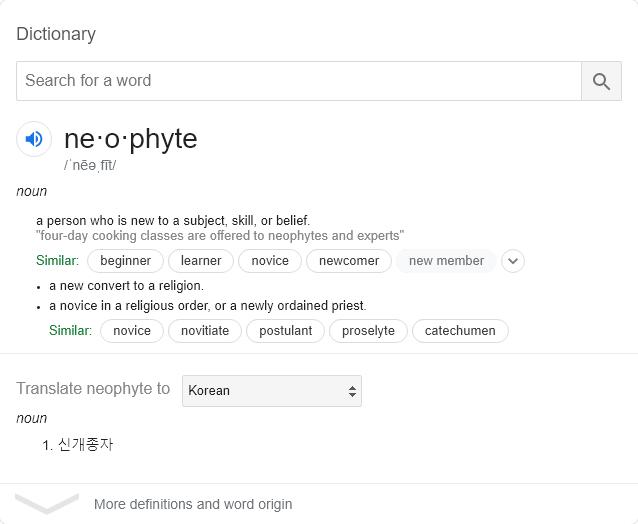 Dictionary
Search for a word
ne·o·phyte
/ˈnēəˌfīt/
noun
a person who is new to a subject, skill, or belief.
"four-day cooking classes are offered to neophytes and experts"
Similar: beginner learner novice newcomer new member
• a new convert to a religion.
• a novice in a religious order, or a newly ordained priest.
Similar: novice novitiate postulant proselyte catechumen
Translate neophyte to Korean
noun
1. 신개종자
More definitions and word origin